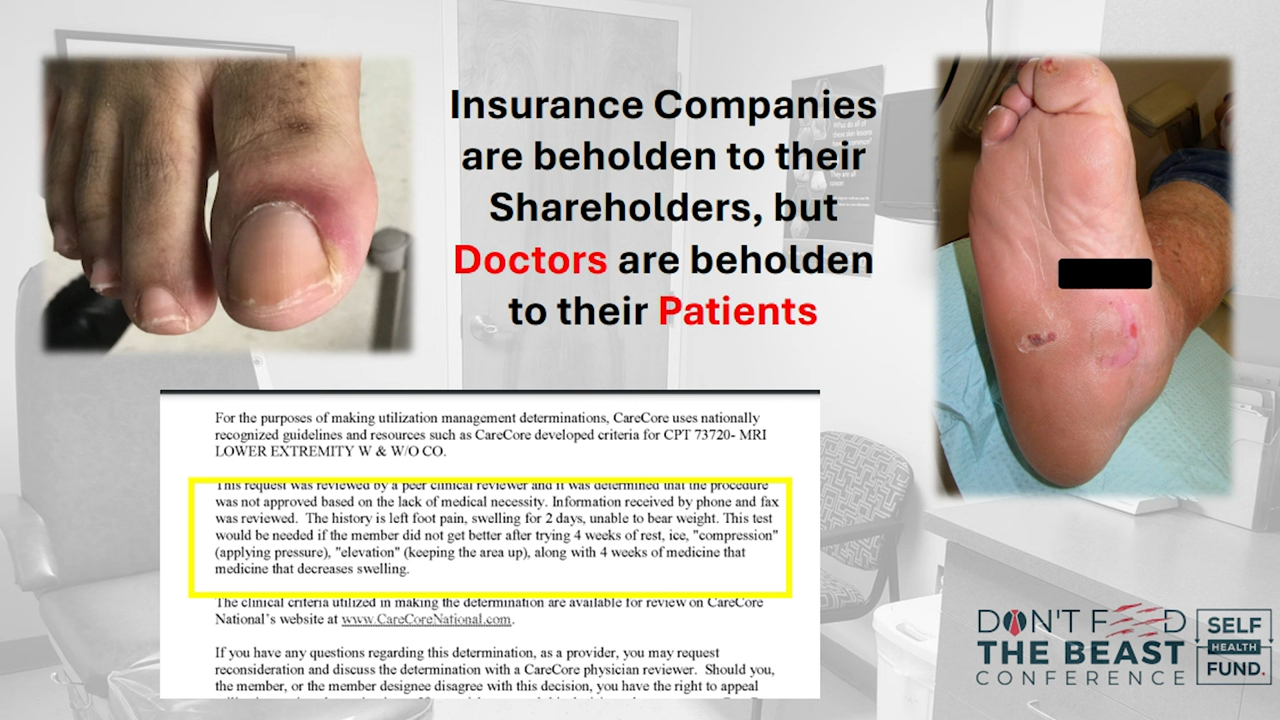 Insurance Companies
are beholden to their
Shareholders, but
Doctors are beholden
to their Patients
For the purposes of making utilization management determinations, CareCore uses nationally
recognized guidelines and resources such as CareCore developed criteria for CPT 73720- MRI
LOWER EXTREMITY W & W/O CO.
This request was reviewed by a peer clinical reviewer and it was determined that the procedure
was not approved based on the lack of medical necessity. Information received by phone and fax
was reviewed. The history is left foot pain, swelling for 2 days, unable to bear weight. This test
would be needed if the member did not get better after trying 4 weeks of rest, ice, "compression"
(applying pressure), "elevation" (keeping the area up), along with 4 weeks of medicine that
medicine that decreases swelling.
The clinical criteria utilized in making the determination are available for review on CareCore
National's website at www.CareCoreNational.com.
If you have any questions regarding this determination, as a provider, you may request
reconsideration and discuss the determination with a CareCore physician reviewer. Should you,
the member, or the member designee disagree with this decision, you have the right to appeal
DON'T FEED
THE BEAST
CONFERENCE
SELF
HEALTH
FUND.